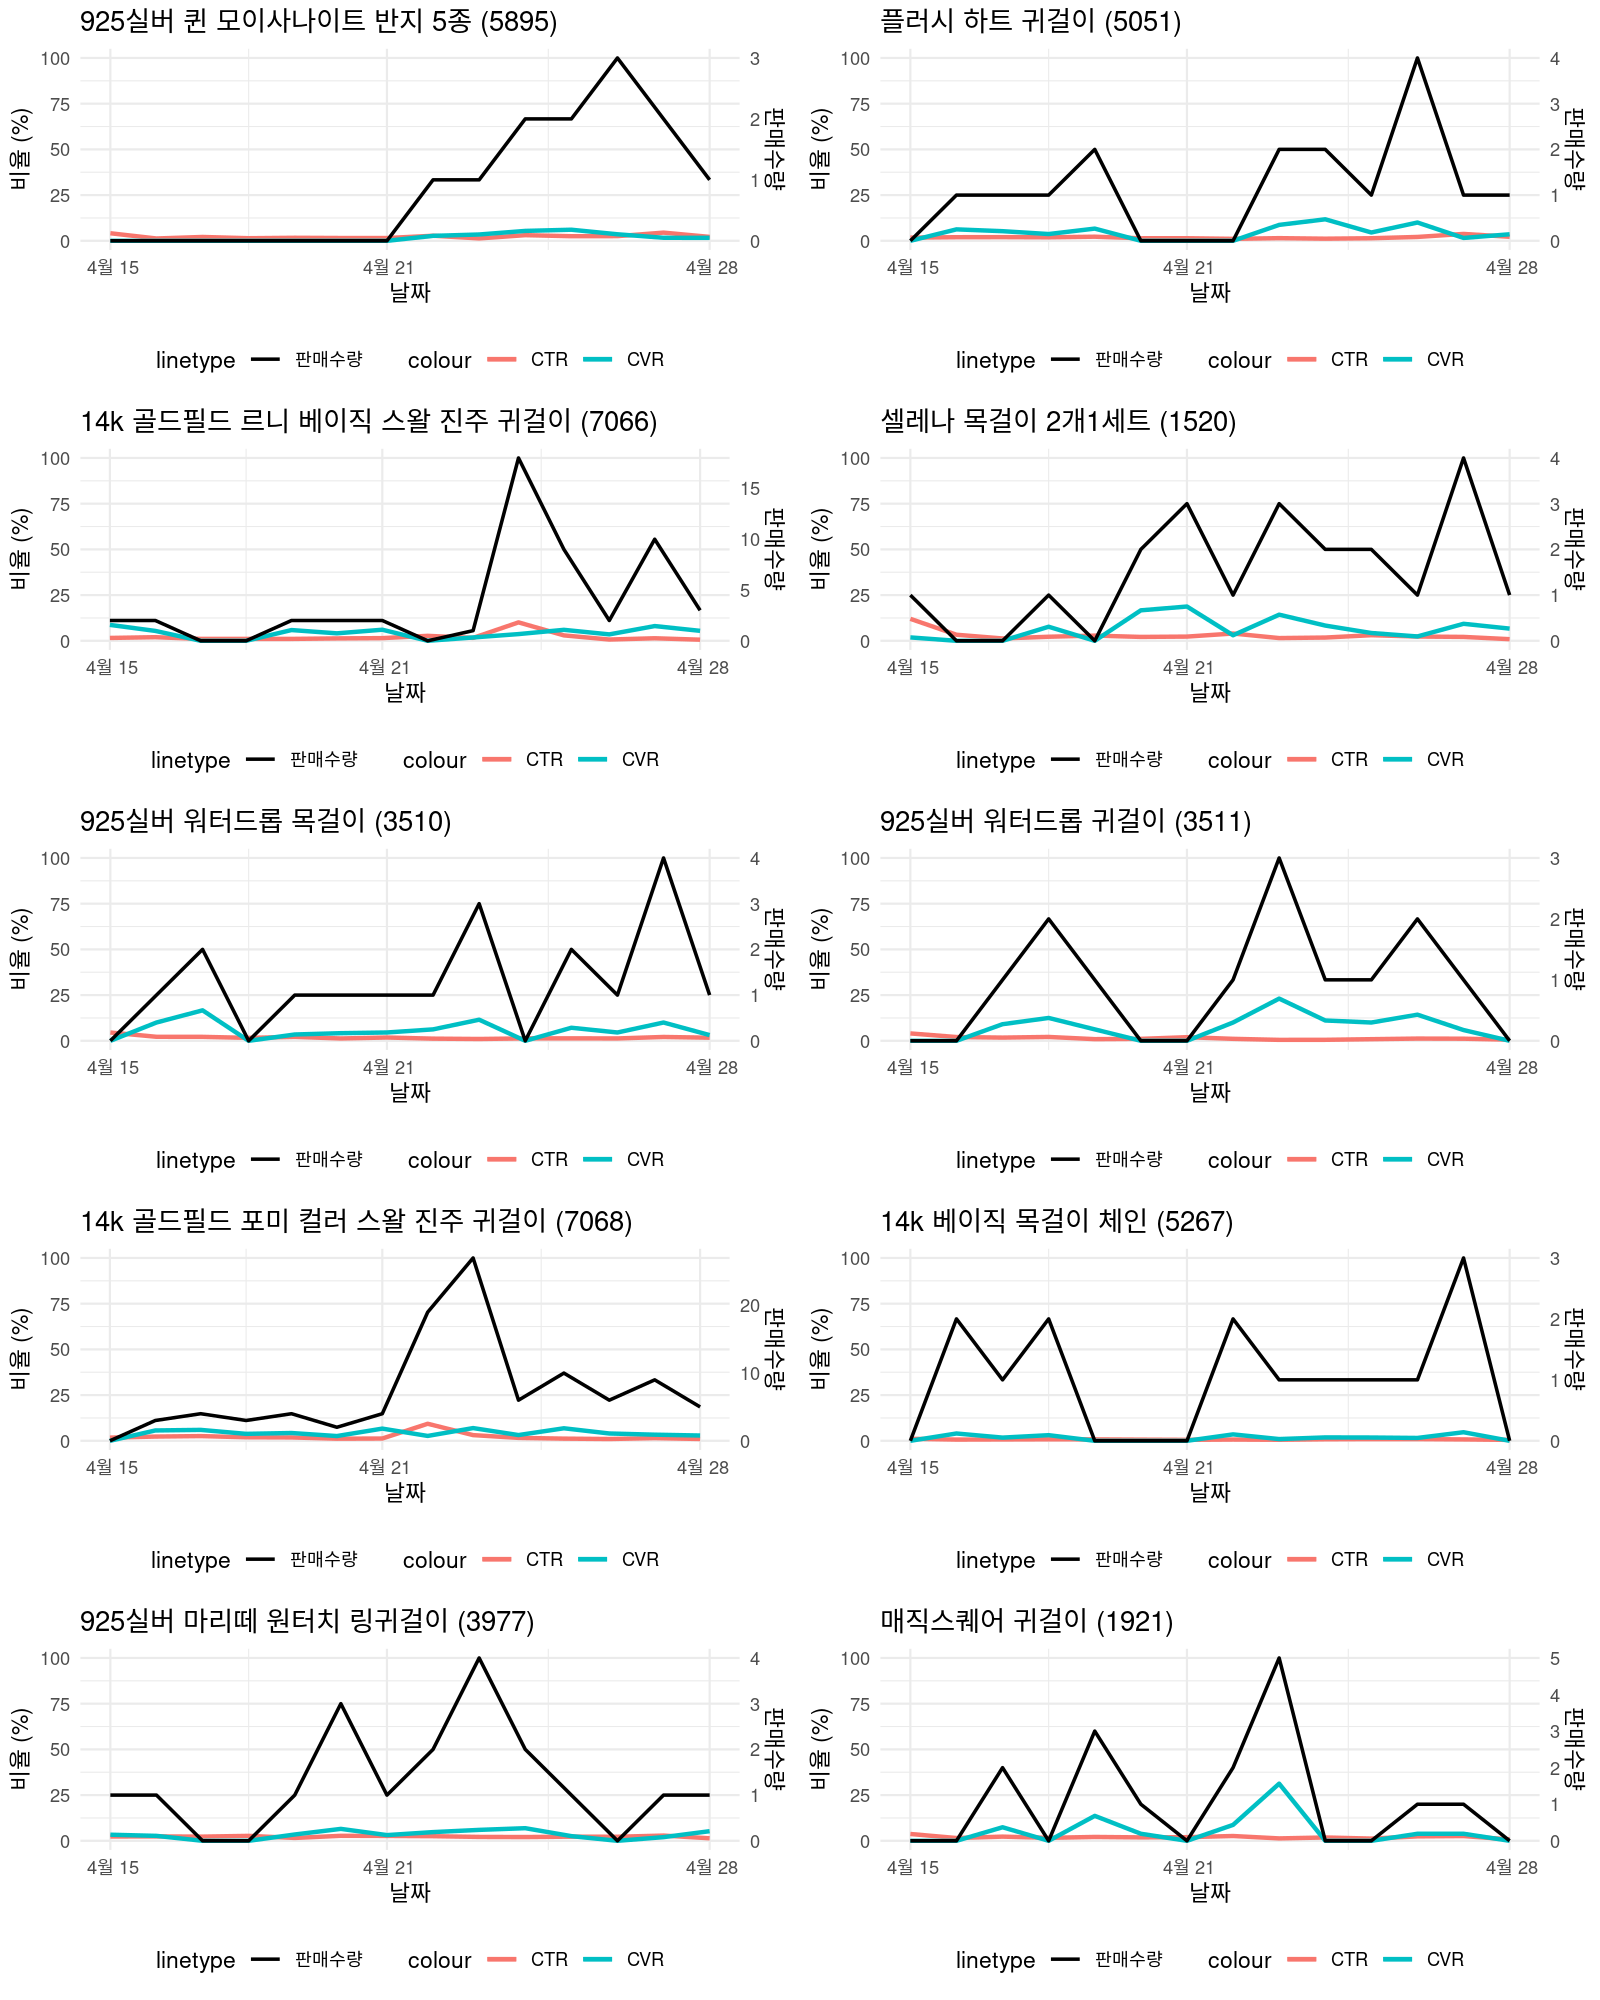 925실버 퀸 모이사나이트 반지 5종 (5895)
비율 (%)
100
75
50
25
0
3
2
1
0
판매수량
4월 15
4월 21
4월 28
날짜
linetype 판매수량 colour CTR CVR
플러시 하트 귀걸이 (5051)
비율 (%)
100
75
50
25
0
4
3
2
1
0
판매수량
4월 15
4월 21
4월 28
날짜
linetype 판매수량 colour CTR CVR
14k 골드필드 르니 베이직 스왈 진주 귀걸이 (7066)
비율 (%)
100
75
50
25
0
15
10
5
0
판매수량
4월 15
4월 21
4월 28
날짜
linetype 판매수량 colour CTR CVR
셀레나 목걸이 2개1세트 (1520)
비율 (%)
100
75
50
25
0
4
3
2
1
0
판매수량
4월 15
4월 21
4월 28
날짜
linetype 판매수량 colour CTR CVR
925실버 워터드롭 목걸이 (3510)
비율 (%)
100
75
50
25
0
4
3
2
1
0
판매수량
4월 15
4월 21
4월 28
날짜
linetype 판매수량 colour CTR CVR
925실버 워터드롭 귀걸이 (3511)
비율 (%)
100
75
50
25
0
3
2
1
0
판매수량
4월 15
4월 21
4월 28
날짜
linetype 판매수량 colour CTR CVR
14k 골드필드 포미 컬러 스왈 진주 귀걸이 (7068)
비율 (%)
100
75
50
25
0
20
10
0
판매수량
4월 15
4월 21
4월 28
날짜
linetype 판매수량 colour CTR CVR
14k 베이직 목걸이 체인 (5267)
비율 (%)
100
75
50
25
0
3
2
1
0
판매수량
4월 15
4월 21
4월 28
날짜
linetype 판매수량 colour CTR CVR
925실버 마리떼 원터치 링귀걸이 (3977)
비율 (%)
100
75
50
25
0
4
3
2
1
0
판매수량
4월 15
4월 21
4월 28
날짜
linetype 판매수량 colour CTR CVR
매직스퀘어 귀걸이 (1921)
비율 (%)
100
75
50
25
0
5
4
3
2
1
0
판매수량
4월 15
4월 21
4월 28
날짜
linetype 판매수량 colour CTR CVR